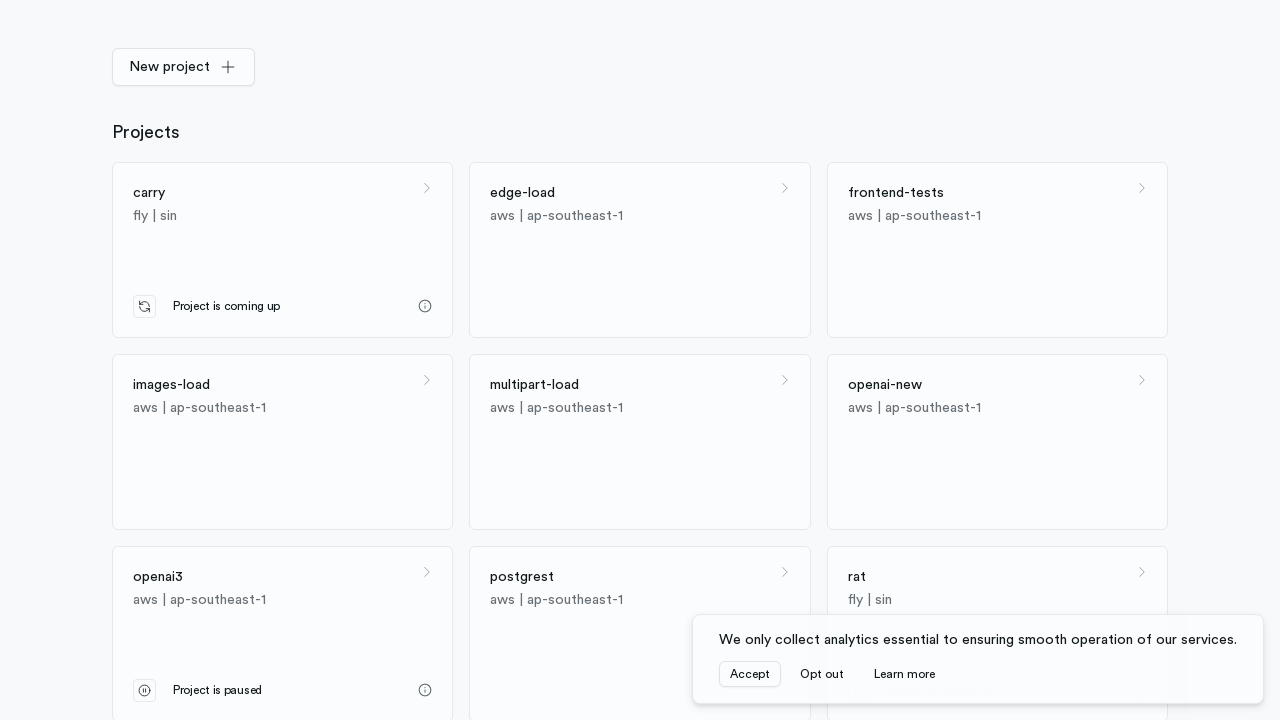 New project
Projects
carry
fly | sin
Project is coming up
edge-load
aws | ap-southeast-1
frontend-tests
aws | ap-southeast-1
images-load
aws | ap-southeast-1
multipart-load
aws | ap-southeast-1
openai-new
aws | ap-southeast-1
openai3
aws | ap-southeast-1
Project is paused
postgrest
aws | ap-southeast-1
rat
fly | sin
We only collect analytics essential to ensuring smooth operation of our services.
Accept Opt out Learn more